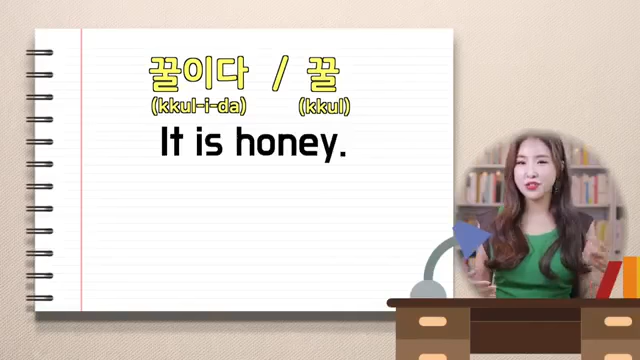 꿀이다 / 꿀
(kkul-i-da) (kkul)
It is honey.